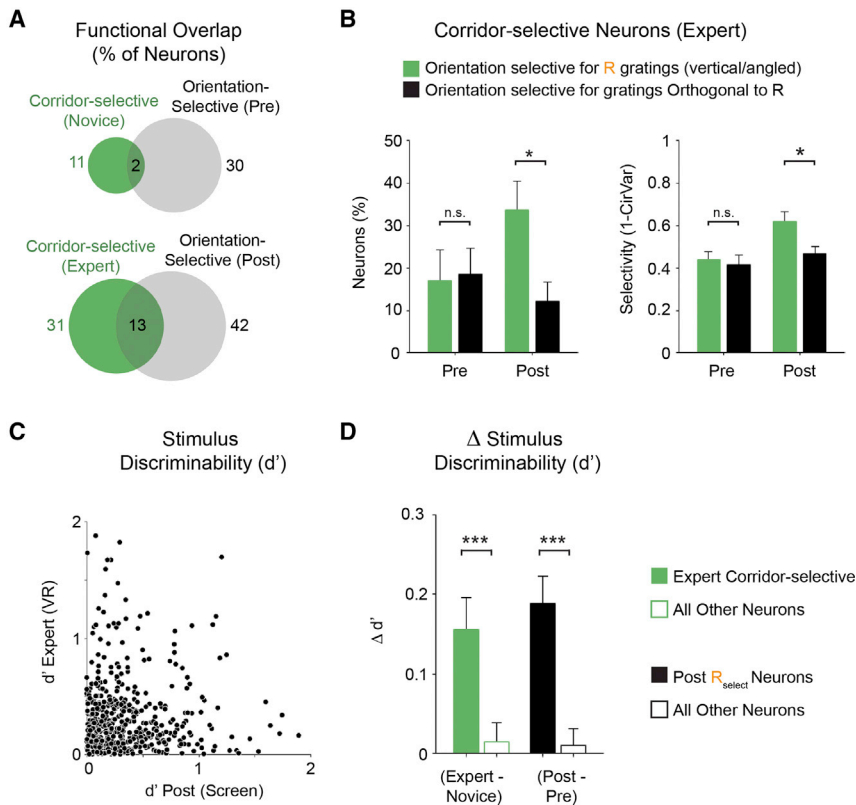 A
Functional Overlap
(% of Neurons)
Corridor-selective
(Novice)
Orientation-
Selective (Pre)
11
2
30
Corridor-selective
(Expert)
Orientation-
Selective (Post)
31
13
42
B
Corridor-selective Neurons (Expert)
Orientation selective for R gratings (vertical/angled)
Orientation selective for gratings Orthogonal to R
Neurons (%)
50
40
30
20
10
0
n.s.
*
Pre
Post
Selectivity (1-CirVar)
1
0.8
0.6
0.4
0.2
0
n.s.
*
Pre
Post
C
Stimulus
Discriminability (d')
d' Expert (VR)
2
1
0
0
1
2
d' Post (Screen)
D
Δ Stimulus
Discriminability (d')
Δ d'
0.3
0.2
0.1
0
***
***
(Expert -
Novice)
(Post -
Pre)
Expert Corridor-selective
All Other Neurons
Post Rselect Neurons
All Other Neurons